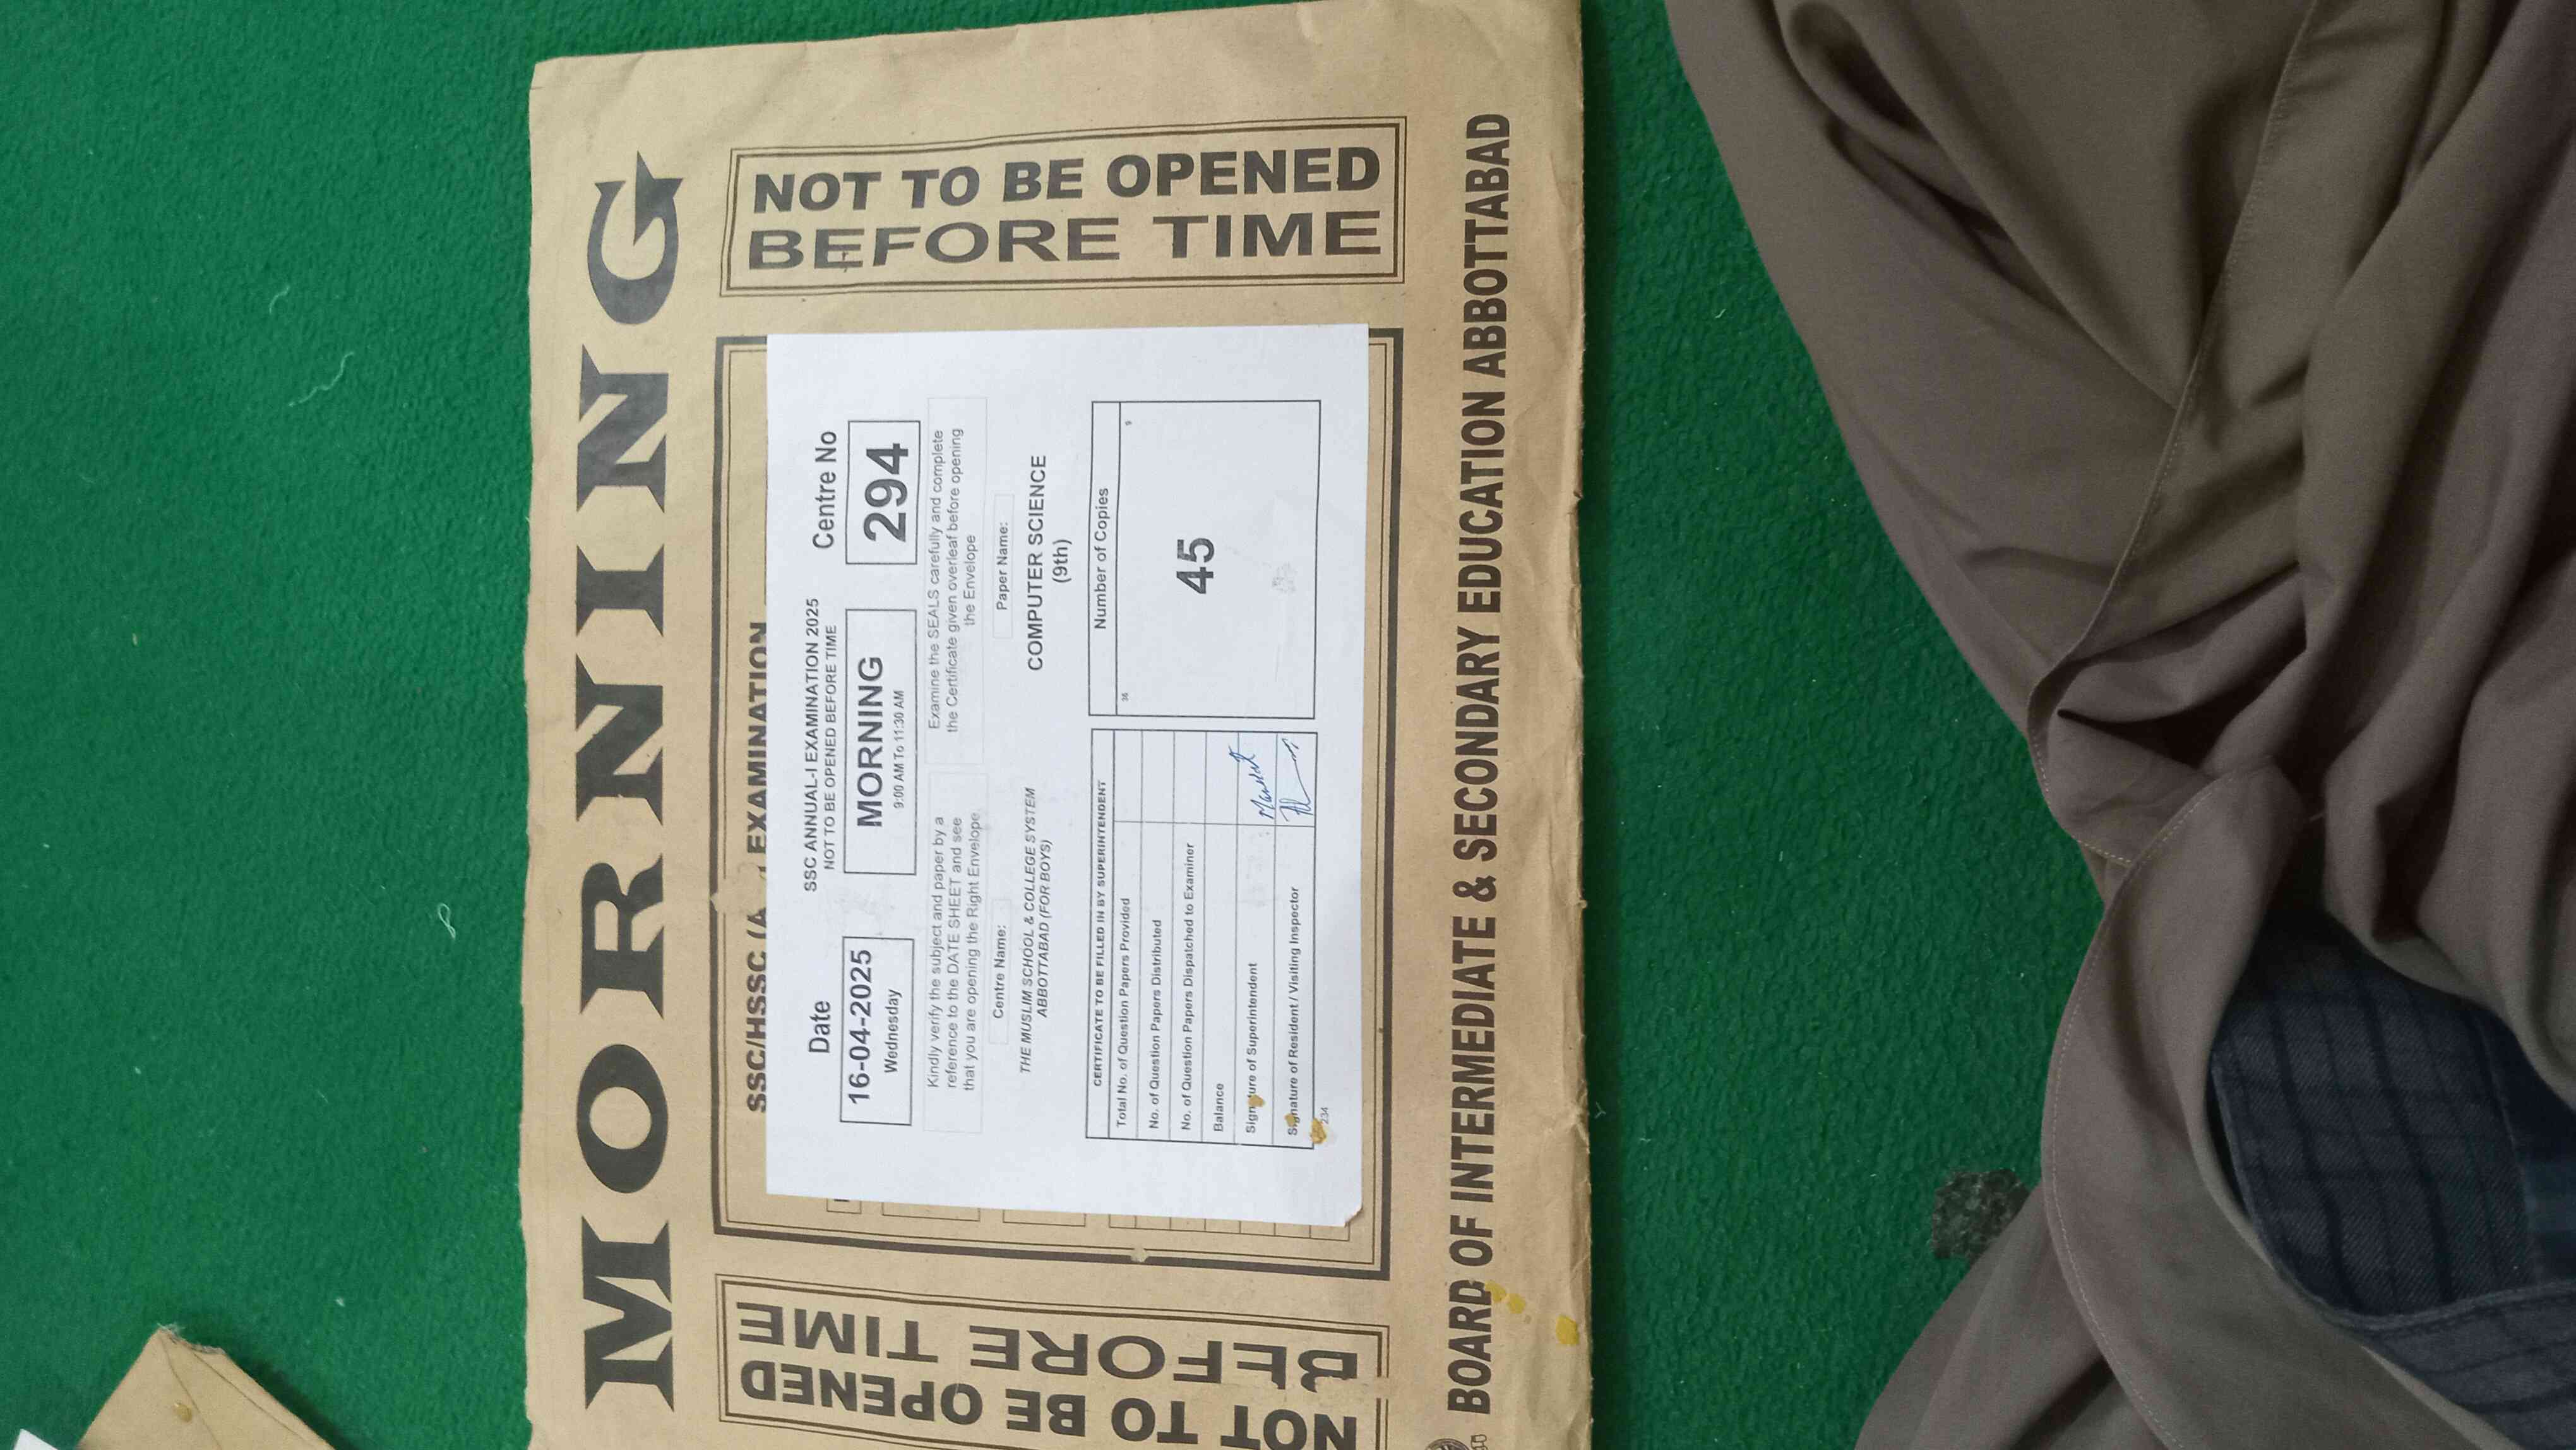 MORNING
SSC/HSSC (A EXAMINATION
NOT TO BE OPENED
BEFORE TIME
SSC ANNUAL-I EXAMINATION 2025
NOT TO BE OPENED BEFORE TIME
Date
16-04-2025
Wednesday
MORNING
9:00 AM To 11:30 AM
Centre No
294
Kindly verify the subject and paper by a
reference to the DATE SHEET and see
that you are opening the Right Envelope
Examine the SEALS carefully and complete
the Certificate given overleaf before opening
the Envelope
Centre Name:
THE MUSLIM SCHOOL & COLLEGE SYSTEM
ABBOTTABAD (FOR BOYS)
Paper Name:
COMPUTER SCIENCE
(9th)
CERTIFICATE TO BE FILLED IN BY SUPERINTENDENT
Total No. of Question Papers Provided
No. of Question Papers Distributed
No. of Question Papers Dispatched to Examiner
Balance
Signature of Superintendent
Signature of Resident / Visiting Inspector
234
Number of Copies
36
9
45
NOT TO BE OPENED
BEFORE TIME
BOARD OF INTERMEDIATE & SECONDARY EDUCATION ABBOTTABAD